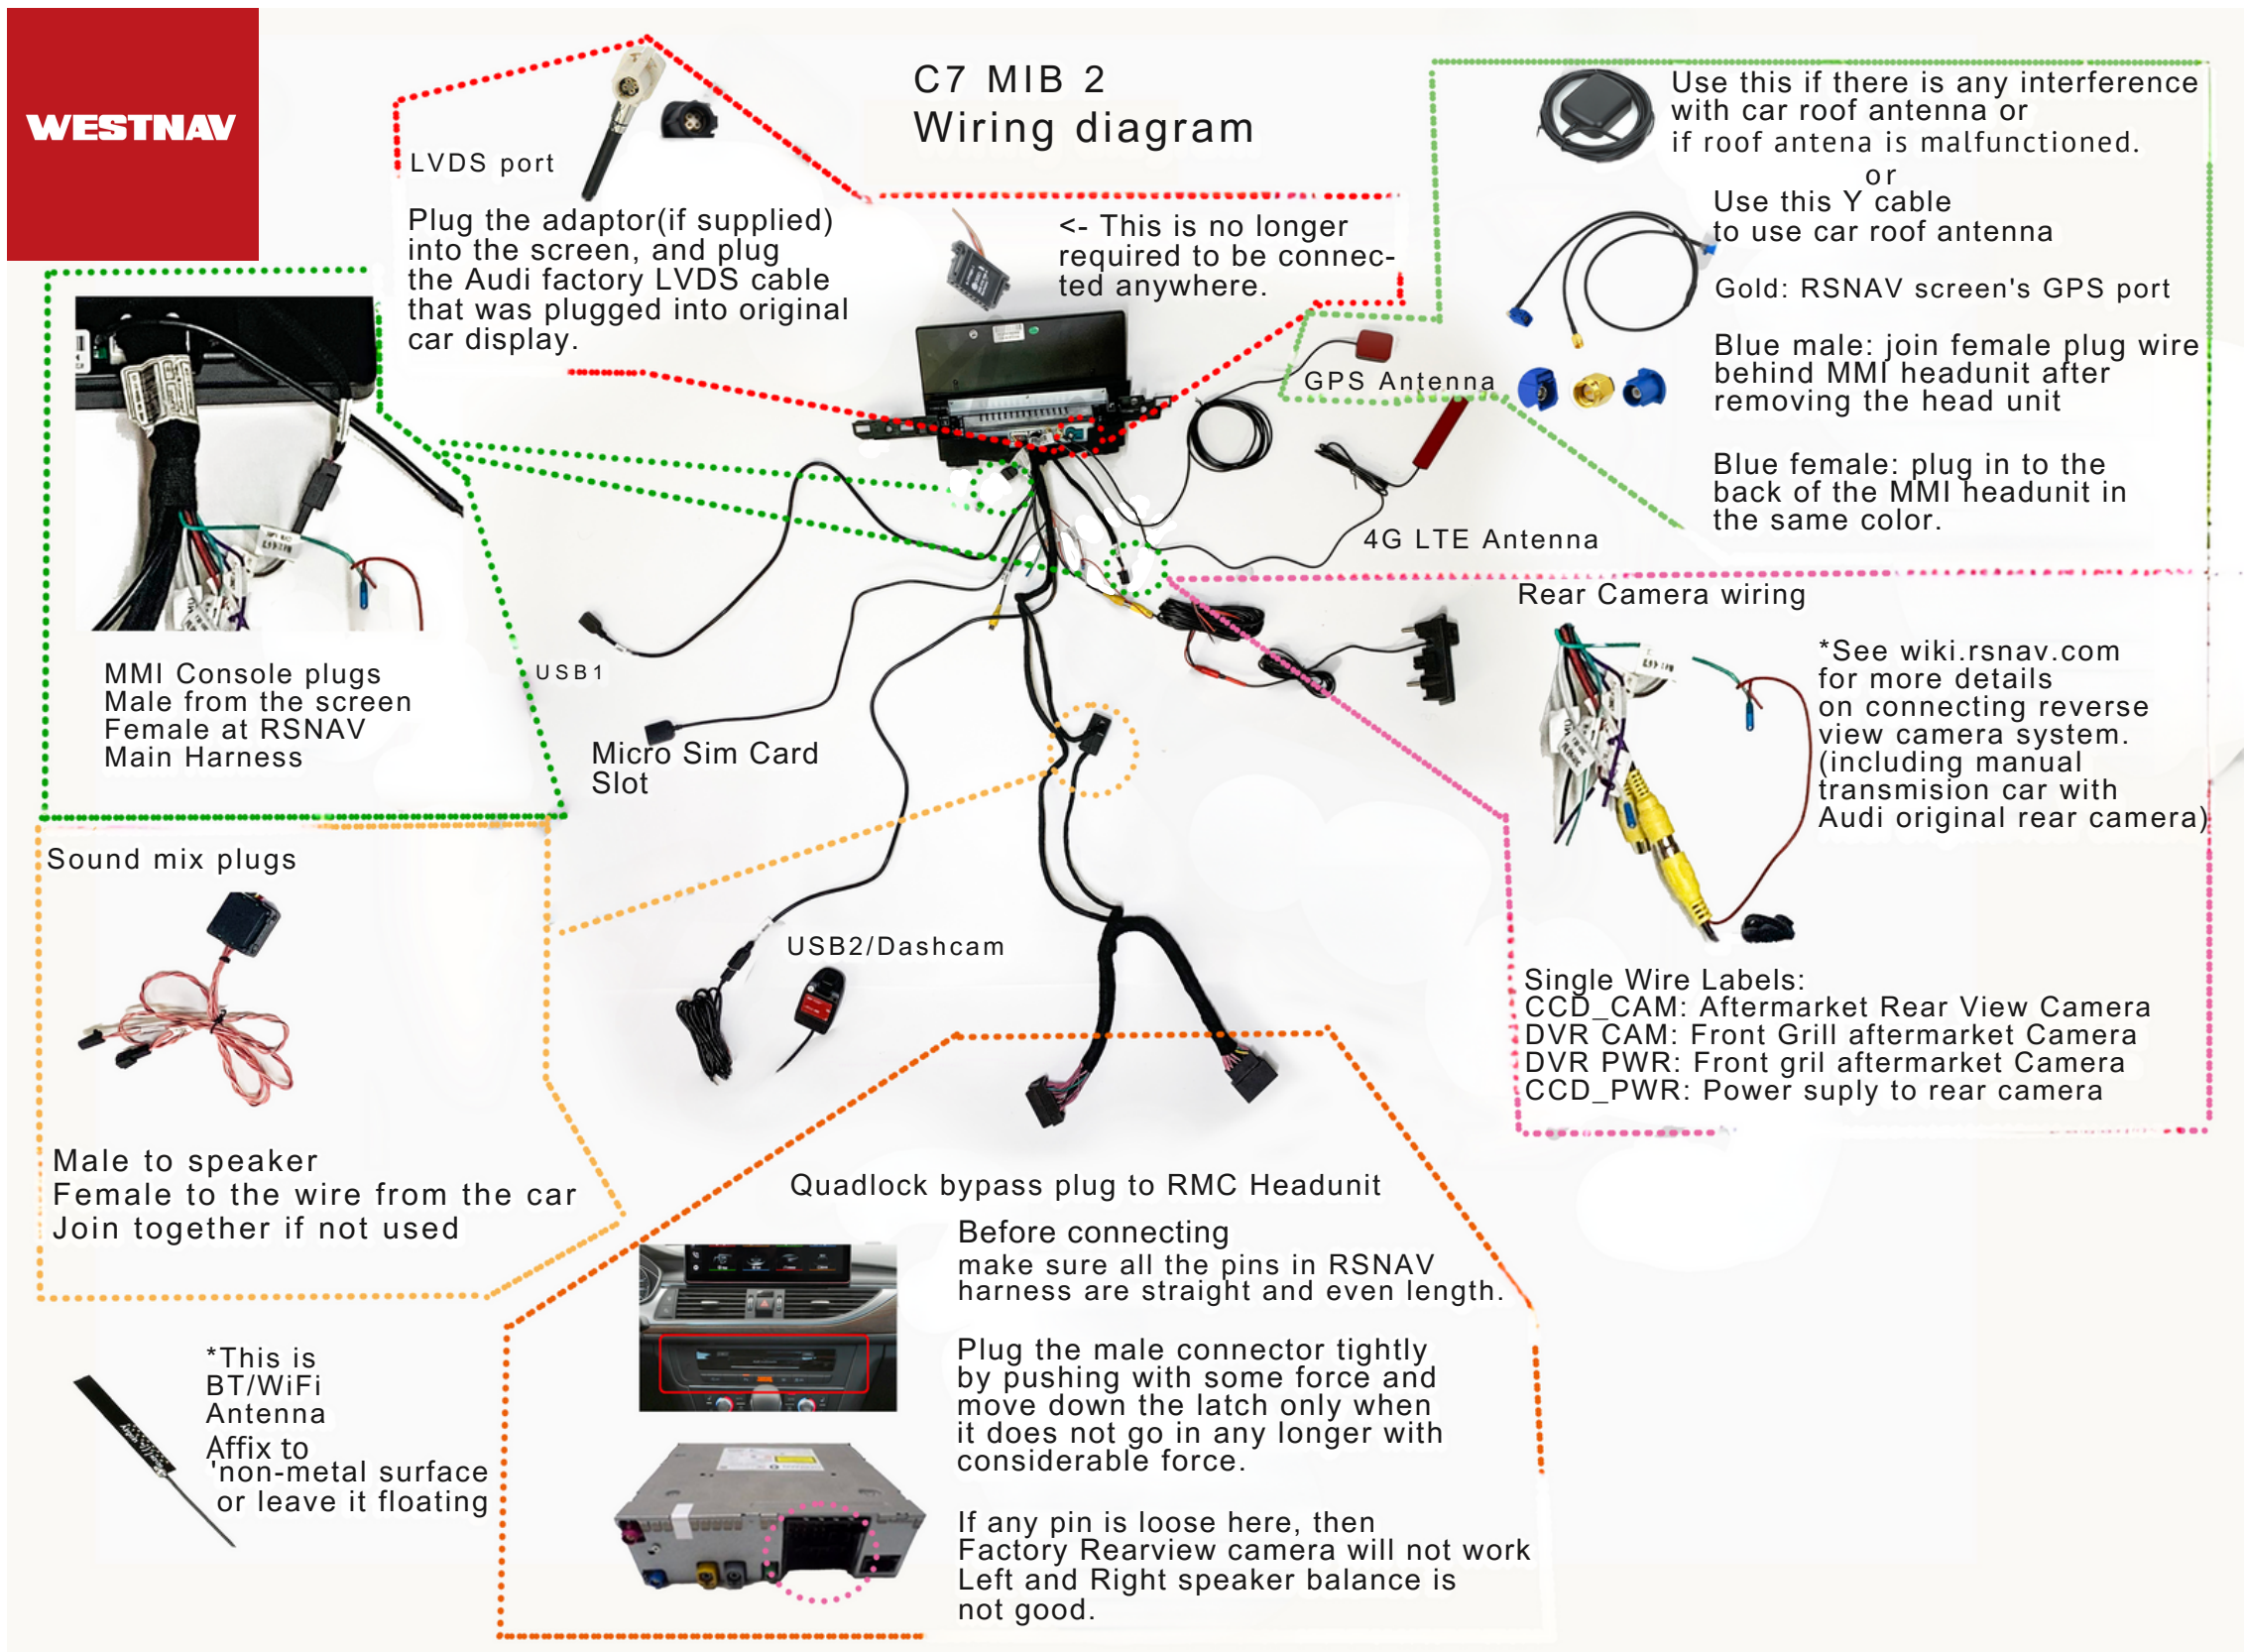 WESTNAV
C7 MIB 2
Wiring diagram
LVDS port
Plug the adaptor(if supplied)
into the screen, and plug
the Audi factory LVDS cable
that was plugged into original
car display.
<- This is no longer
required to be connec-
ted anywhere.
Use this if there is any interference
with car roof antenna or
if roof antena is malfunctioned.
or
Use this Y cable
to use car roof antenna
Gold: RSNAV screen's GPS port
Blue male: join female plug wire
behind MMI headunit after
removing the head unit
Blue female: plug in to the
back of the MMI headunit in
the same color.
GPS Antenna
4G LTE Antenna
MMI Console plugs
Male from the screen
Female at RSNAV
Main Harness
USB1
Micro Sim Card
Slot
Rear Camera wiring
*See wiki.rsnav.com
for more details
on connecting reverse
view camera system.
(including manual
transmision car with
Audi original rear camera)
Single Wire Labels:
CCD_CAM: Aftermarket Rear View Camera
DVR CAM: Front Grill aftermarket Camera
DVR PWR: Front gril aftermarket Camera
CCD_PWR: Power suply to rear camera
Sound mix plugs
Male to speaker
Female to the wire from the car
Join together if not used
USB2/Dashcam
Quadlock bypass plug to RMC Headunit
Before connecting
make sure all the pins in RSNAV
harness are straight and even length.
Plug the male connector tightly
by pushing with some force and
move down the latch only when
it does not go in any longer with
considerable force.
If any pin is loose here, then
Factory Rearview camera will not work
Left and Right speaker balance is
not good.
*This is
BT/WiFi
Antenna
Affix to
'non-metal surface
or leave it floating